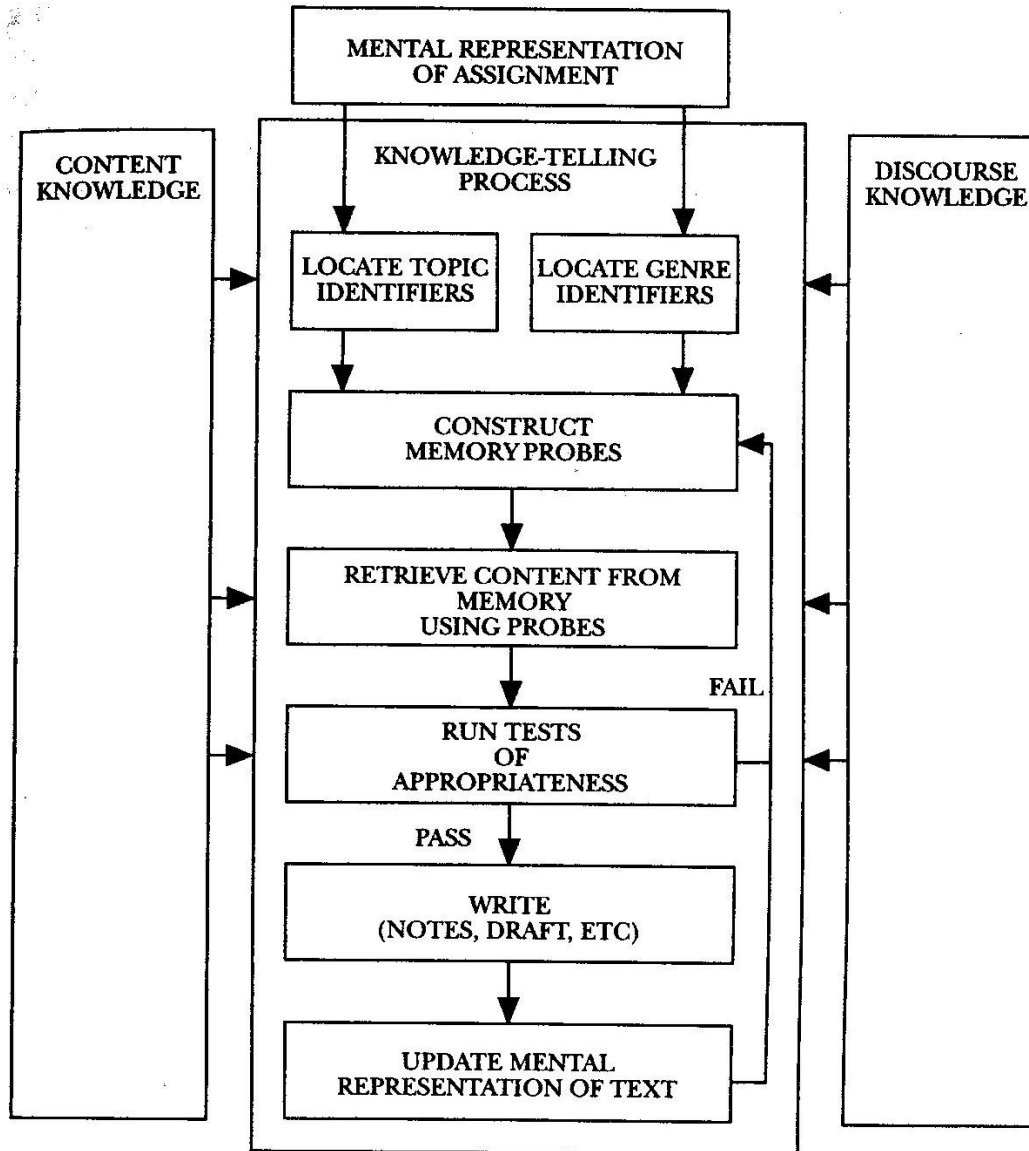 MENTAL REPRESENTATION
OF ASSIGNMENT
CONTENT
KNOWLEDGE
KNOWLEDGE-TELLING
PROCESS
DISCOURSE
KNOWLEDGE
LOCATE TOPIC
IDENTIFIERS
LOCATE GENRE
IDENTIFIERS
CONSTRUCT
MEMORY PROBES
RETRIEVE CONTENT FROM
MEMORY
USING PROBES
FAIL
RUN TESTS
OF
APPROPRIATENESS
PASS
WRITE
(NOTES, DRAFT, ETC)
UPDATE MENTAL
REPRESENTATION OF TEXT